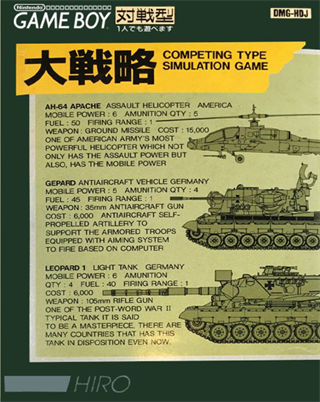 Nintendo
GAME BOY
対戦型
1人でも遊べます
DMG-HDJ
大戦略
COMPETING TYPE
SIMULATION GAME
AH-64 APACHE ASSAULT HELICOPTER AMERICA
MOBILE POWER : 6 AMUNITION QTY : 5
FUEL : 50 FIRING RANGE : 1
WEAPON : GROUND MISSILE COST : 15,000
ONE OF AMERICAN ARMY'S MOST
POWERFUL HELICOPTER WHICH NOT
ONLY HAS THE ASSAULT POWER BUT
ALSO, HAS THE MOBILE POWER
GEPARD ANTIAIRCRAFT VEHICLE GERMANY
MOBILE POWER : 5 AMUNITION QTY : 4
FUEL : 45 FIRING RANGE : 1
WEAPON : 35mm ANTIAIRCRAFT GUN
COST : 6,000 ANTIAIRCRAFT SELF-
PROPELLED ARTILLERY TO
SUPPORT THE ARMORED TROOPS
EQUIPPED WITH AIMING SYSTEM
TO FIRE BASED ON COMPUTER
LEOPARD 1 LIGHT TANK GERMANY
MOBILE POWER : 6 AMUNITION
QTY : 4 FUEL : 40 FIRING RANGE : 1
COST : 6,000
WEAPON : 105mm RIFLE GUN
ONE OF THE POST-WORD WAR II
TYPICAL TANK IT IS SAID
TO BE A MASTERPIECE. THERE ARE
MANY COUNTRIES THAT HAS THIS
TANK IN DISPOSITION EVEN NOW.
HIRO